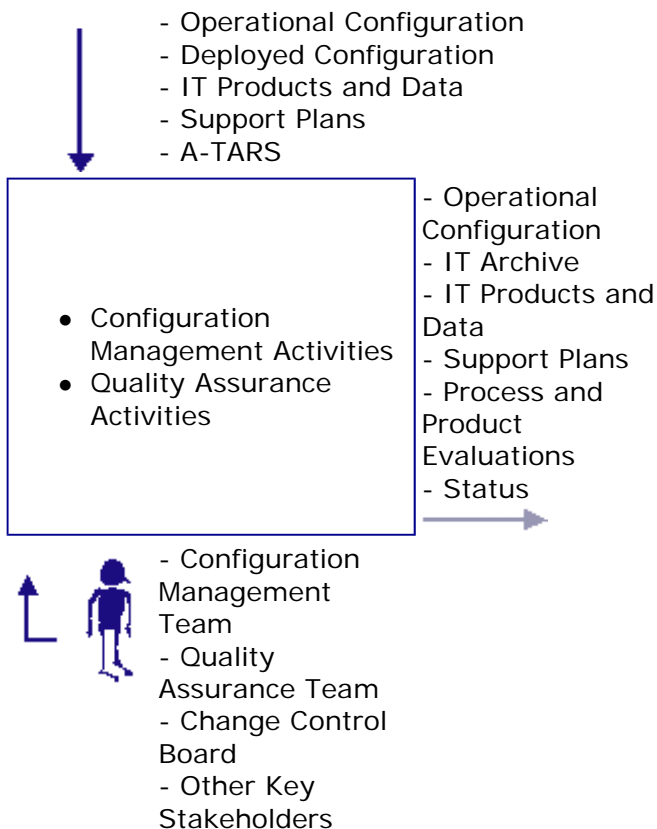 - Operational Configuration
- Deployed Configuration
- IT Products and Data
- Support Plans
- A-TARS
● Configuration
Management Activities
● Quality Assurance
Activities
- Operational
Configuration
- IT Archive
- IT Products and
Data
- Support Plans
- Process and
Product
Evaluations
- Status
- Configuration
Management
Team
- Quality
Assurance Team
- Change Control
Board
- Other Key
Stakeholders